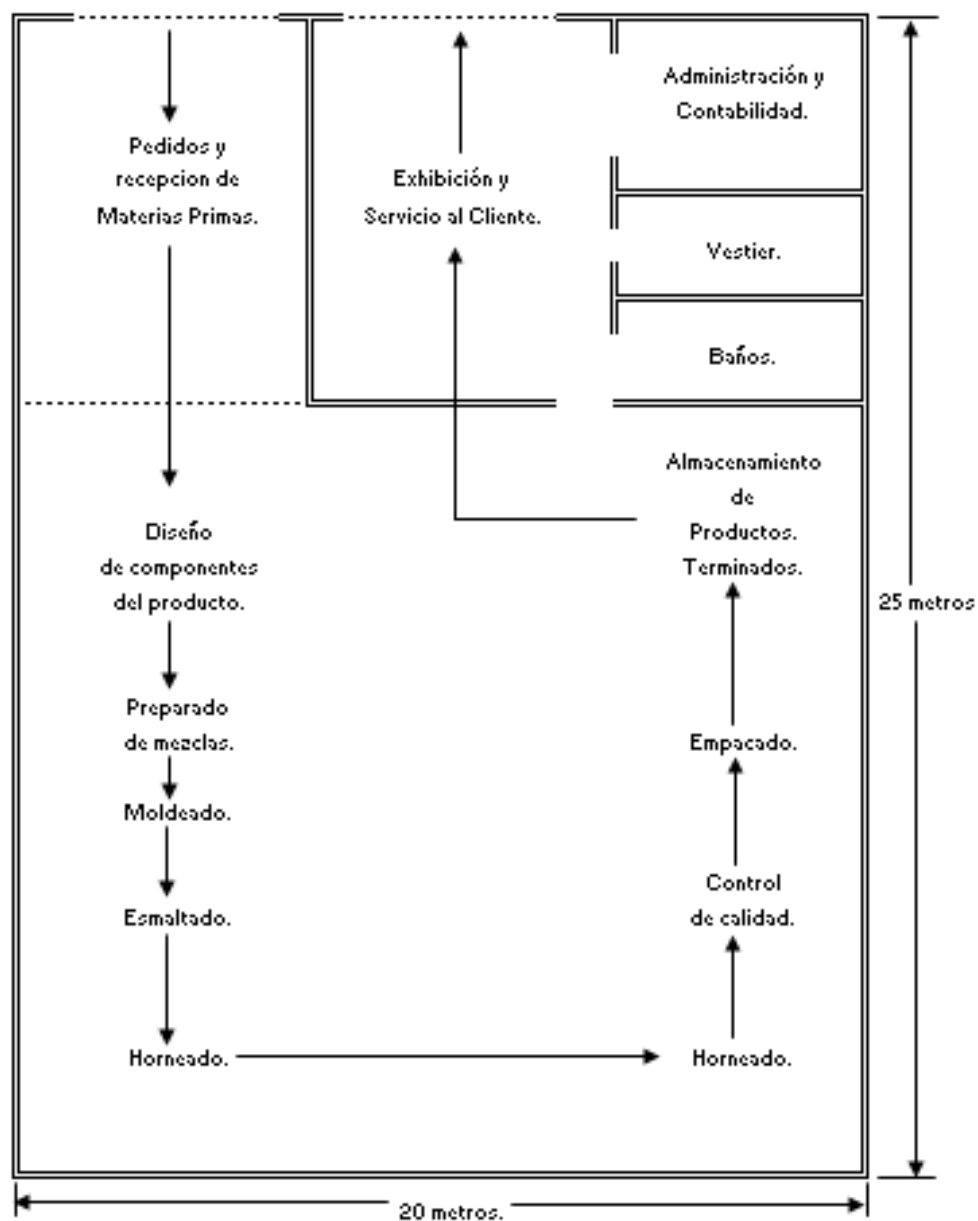 Administración y
Contabilidad.
Pedidos y
recepcion de
Materias Primas.
Exhibición y
Servicio al Cliente.
Vestier.
Baños.
Almacenamiento
de
Productos.
Terminados.
Diseño
de componentes
del producto.
25 metros
Preparado
de mezclas.
Empacado.
Moldeado.
Control
de calidad.
Esmaltado.
Horneado.
Horneado.
20 metros.